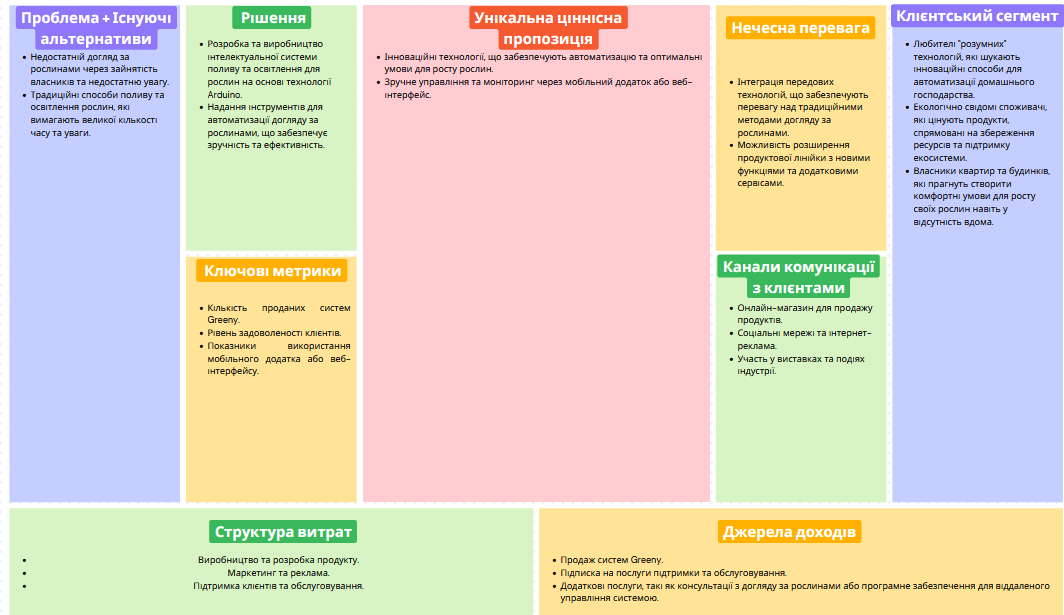 Проблема + Існуючі
альтернативи
• Недостатній догляд за
рослинами через зайнятість
власників та недостатню увагу.
• Традиційні способи поливу та
освітлення рослин, які
вимагають великої кількості
часу та уваги.
Рішення
• Розробка та виробництво
інтелектуальної системи
поливу та освітлення для
рослин на основі технології
Arduino.
• Надання інструментів для
автоматизації догляду за
рослинами, що забезпечує
зручність та ефективність.
Ключові метрики
• Кількість проданих систем
Greeny.
• Рівень задоволеності клієнтів.
• Показники використання
мобільного додатка або веб-
інтерфейсу.
Унікальна ціннісна
пропозиція
• Інноваційні технології, що забезпечують автоматизацію та оптимальні
умови для росту рослин.
• Зручне управління та моніторинг через мобільний додаток або веб-
інтерфейс.
Нечесна перевага
• Інтеграція передових
технологій, що забезпечують
перевагу над традиційними
методами догляду за
рослинами.
• Можливість розширення
продуктової лінійки з новими
функціями та додатковими
сервісами.
Канали комунікації
з клієнтами
• Онлайн-магазин для продажу
продуктів.
• Соціальні мережі та інтернет-
реклама.
• Участь у виставках та подіях
індустрії.
Клієнтський сегмент
• Любителі "розумних"
технологій, які шукають
інноваційні способи для
автоматизації домашнього
господарства.
• Екологічно свідомі споживачі,
які цінують продукти,
спрямовані на збереження
ресурсів та підтримку
екосистеми.
• Власники квартир та будинків,
які прагнуть створити
комфортні умови для росту
своїх рослин навіть у
відсутність вдома.
Структура витрат
• Виробництво та розробка продукту.
• Маркетинг та реклама.
• Підтримка клієнтів та обслуговування.
Джерела доходів
• Продаж систем Greeny.
• Підписка на послуги підтримки та обслуговування.
• Додаткові послуги, такі як консультації з догляду за рослинами або програмне забезпечення для віддаленого
управління системою.